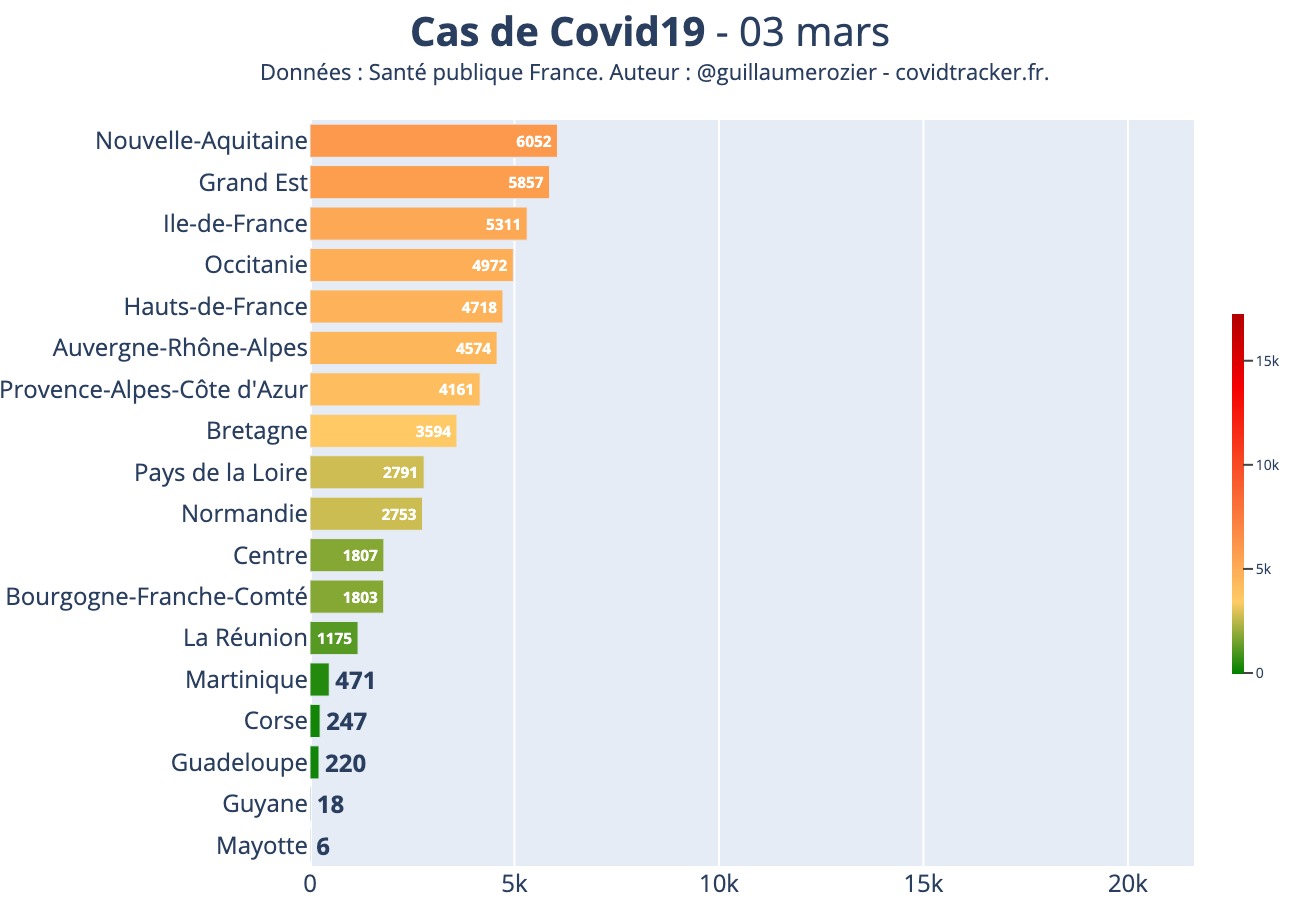 Cas de Covid19 - 03 mars
Données : Santé publique France. Auteur : @guillaumerozier - covidtracker.fr.
Nouvelle-Aquitaine 6052
Grand Est 5857
Ile-de-France 5311
Occitanie 4972
Hauts-de-France 4718
Auvergne-Rhône-Alpes 4574
Provence-Alpes-Côte d'Azur 4161
Bretagne 3594
Pays de la Loire 2791
Normandie 2753
Centre 1807
Bourgogne-Franche-Comté 1803
La Réunion 1175
Martinique 471
Corse 247
Guadeloupe 220
Guyane 18
Mayotte 6
0 5k 10k 15k 20k
15k
10k
5k
0